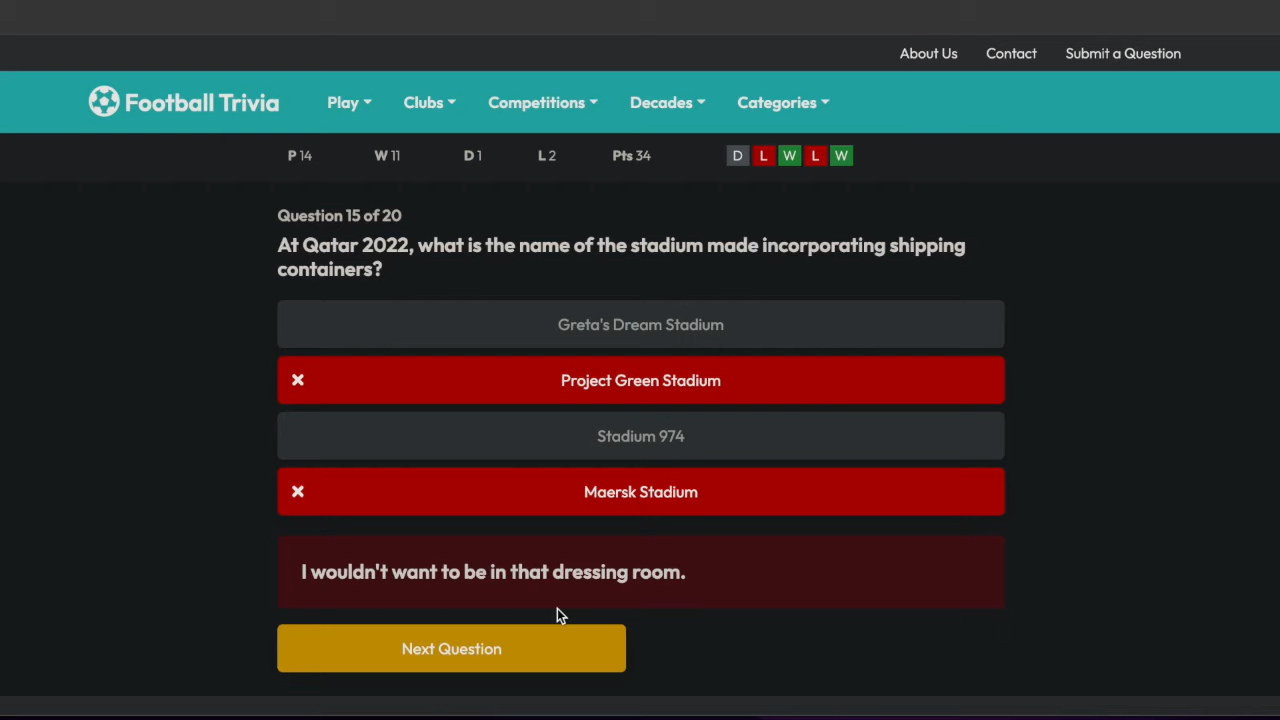 About Us Contact Submit a Question
Football Trivia Play Clubs Competitions Decades Categories
P 14 W 11 D 1 L 2 Pts 34 D L W L W
Question 15 of 20
At Qatar 2022, what is the name of the stadium made incorporating shipping
containers?
Greta's Dream Stadium
Project Green Stadium
Stadium 974
Maersk Stadium
I wouldn't want to be in that dressing room.
Next Question